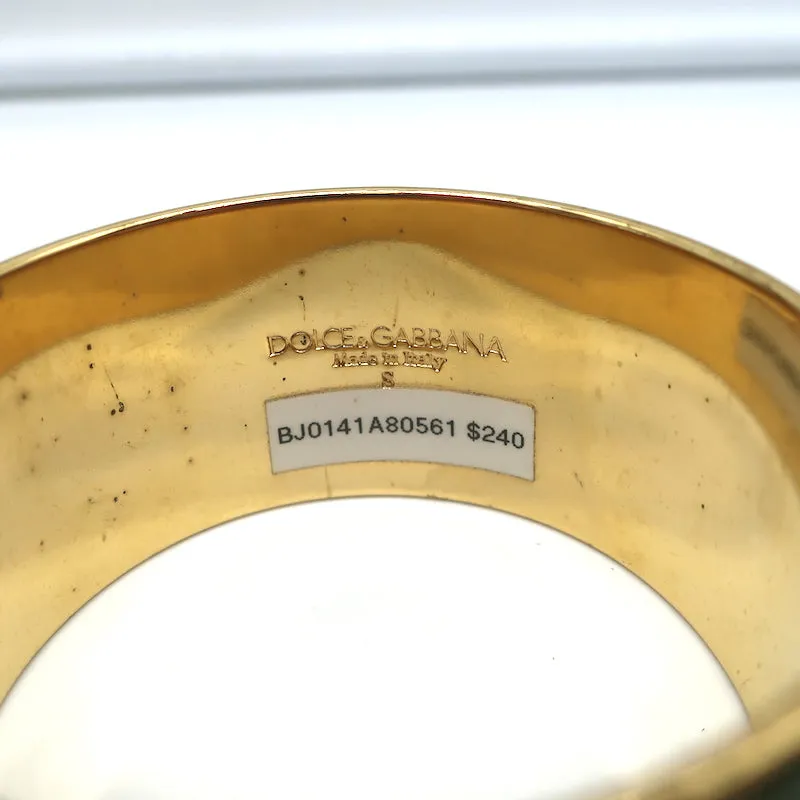 DOLCE & GABBANA
Made in Italy
S
BJ0141A80561 $240